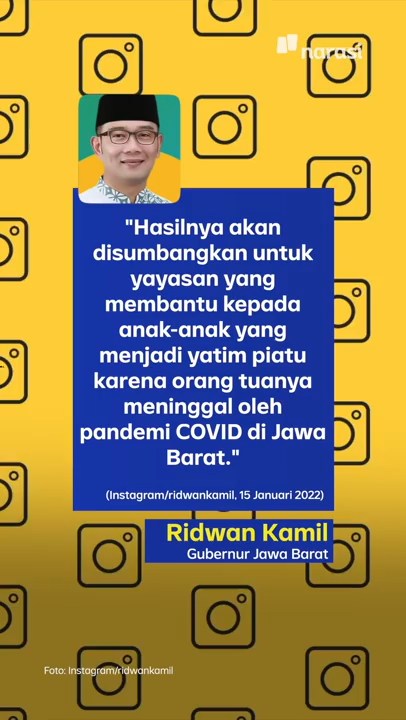 narasi
"Hasilnya akan
disumbangkan untuk
yayasan yang
membantu kepada
anak-anak yang
menjadi yatim piatu
karena orang tuanya
meninggal oleh
pandemi COVID di Jawa
Barat."
(Instagram/ridwankamil, 15 Januari 2022)
Ridwan Kamil
Gubernur Jawa Barat
Foto: Instagram/ridwankamil